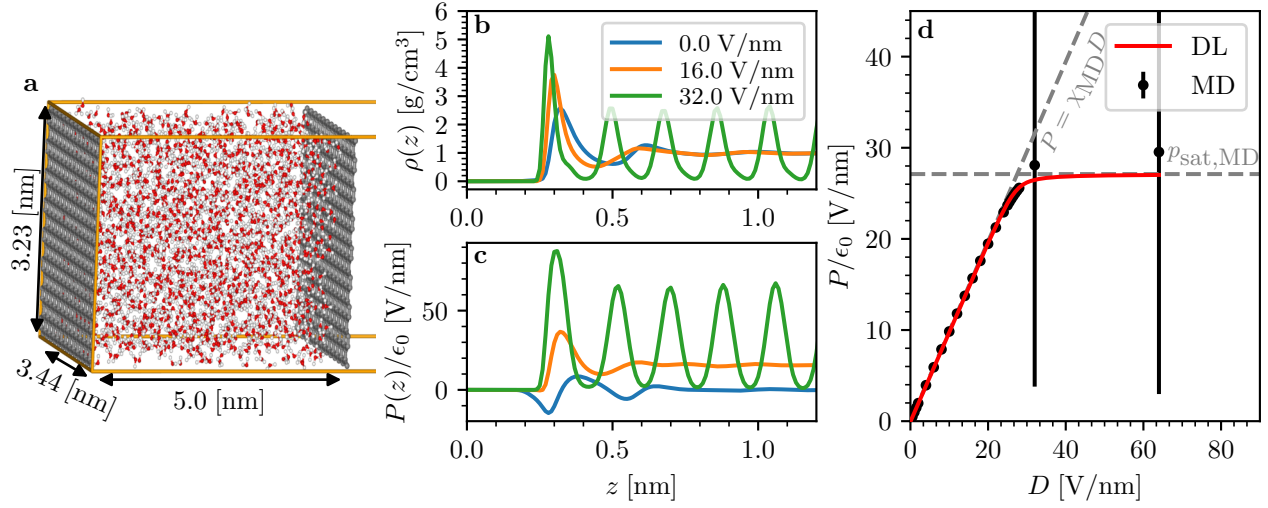 a
3.23 [nm]
3.44 [nm]
5.0 [nm]
b
6
5
4
3
2
1
0
ρ(z) [g/cm³]
0.0 V/nm
16.0 V/nm
32.0 V/nm
0.0
0.5
1.0
c
50
0
P(z)/ϵ₀ [V/nm]
0.0
0.5
1.0
z [nm]
d
40
30
20
10
0
P/ϵ₀ [V/nm]
DL
MD
P = χ_MD D
p_sat,MD
0
20
40
60
80
D [V/nm]